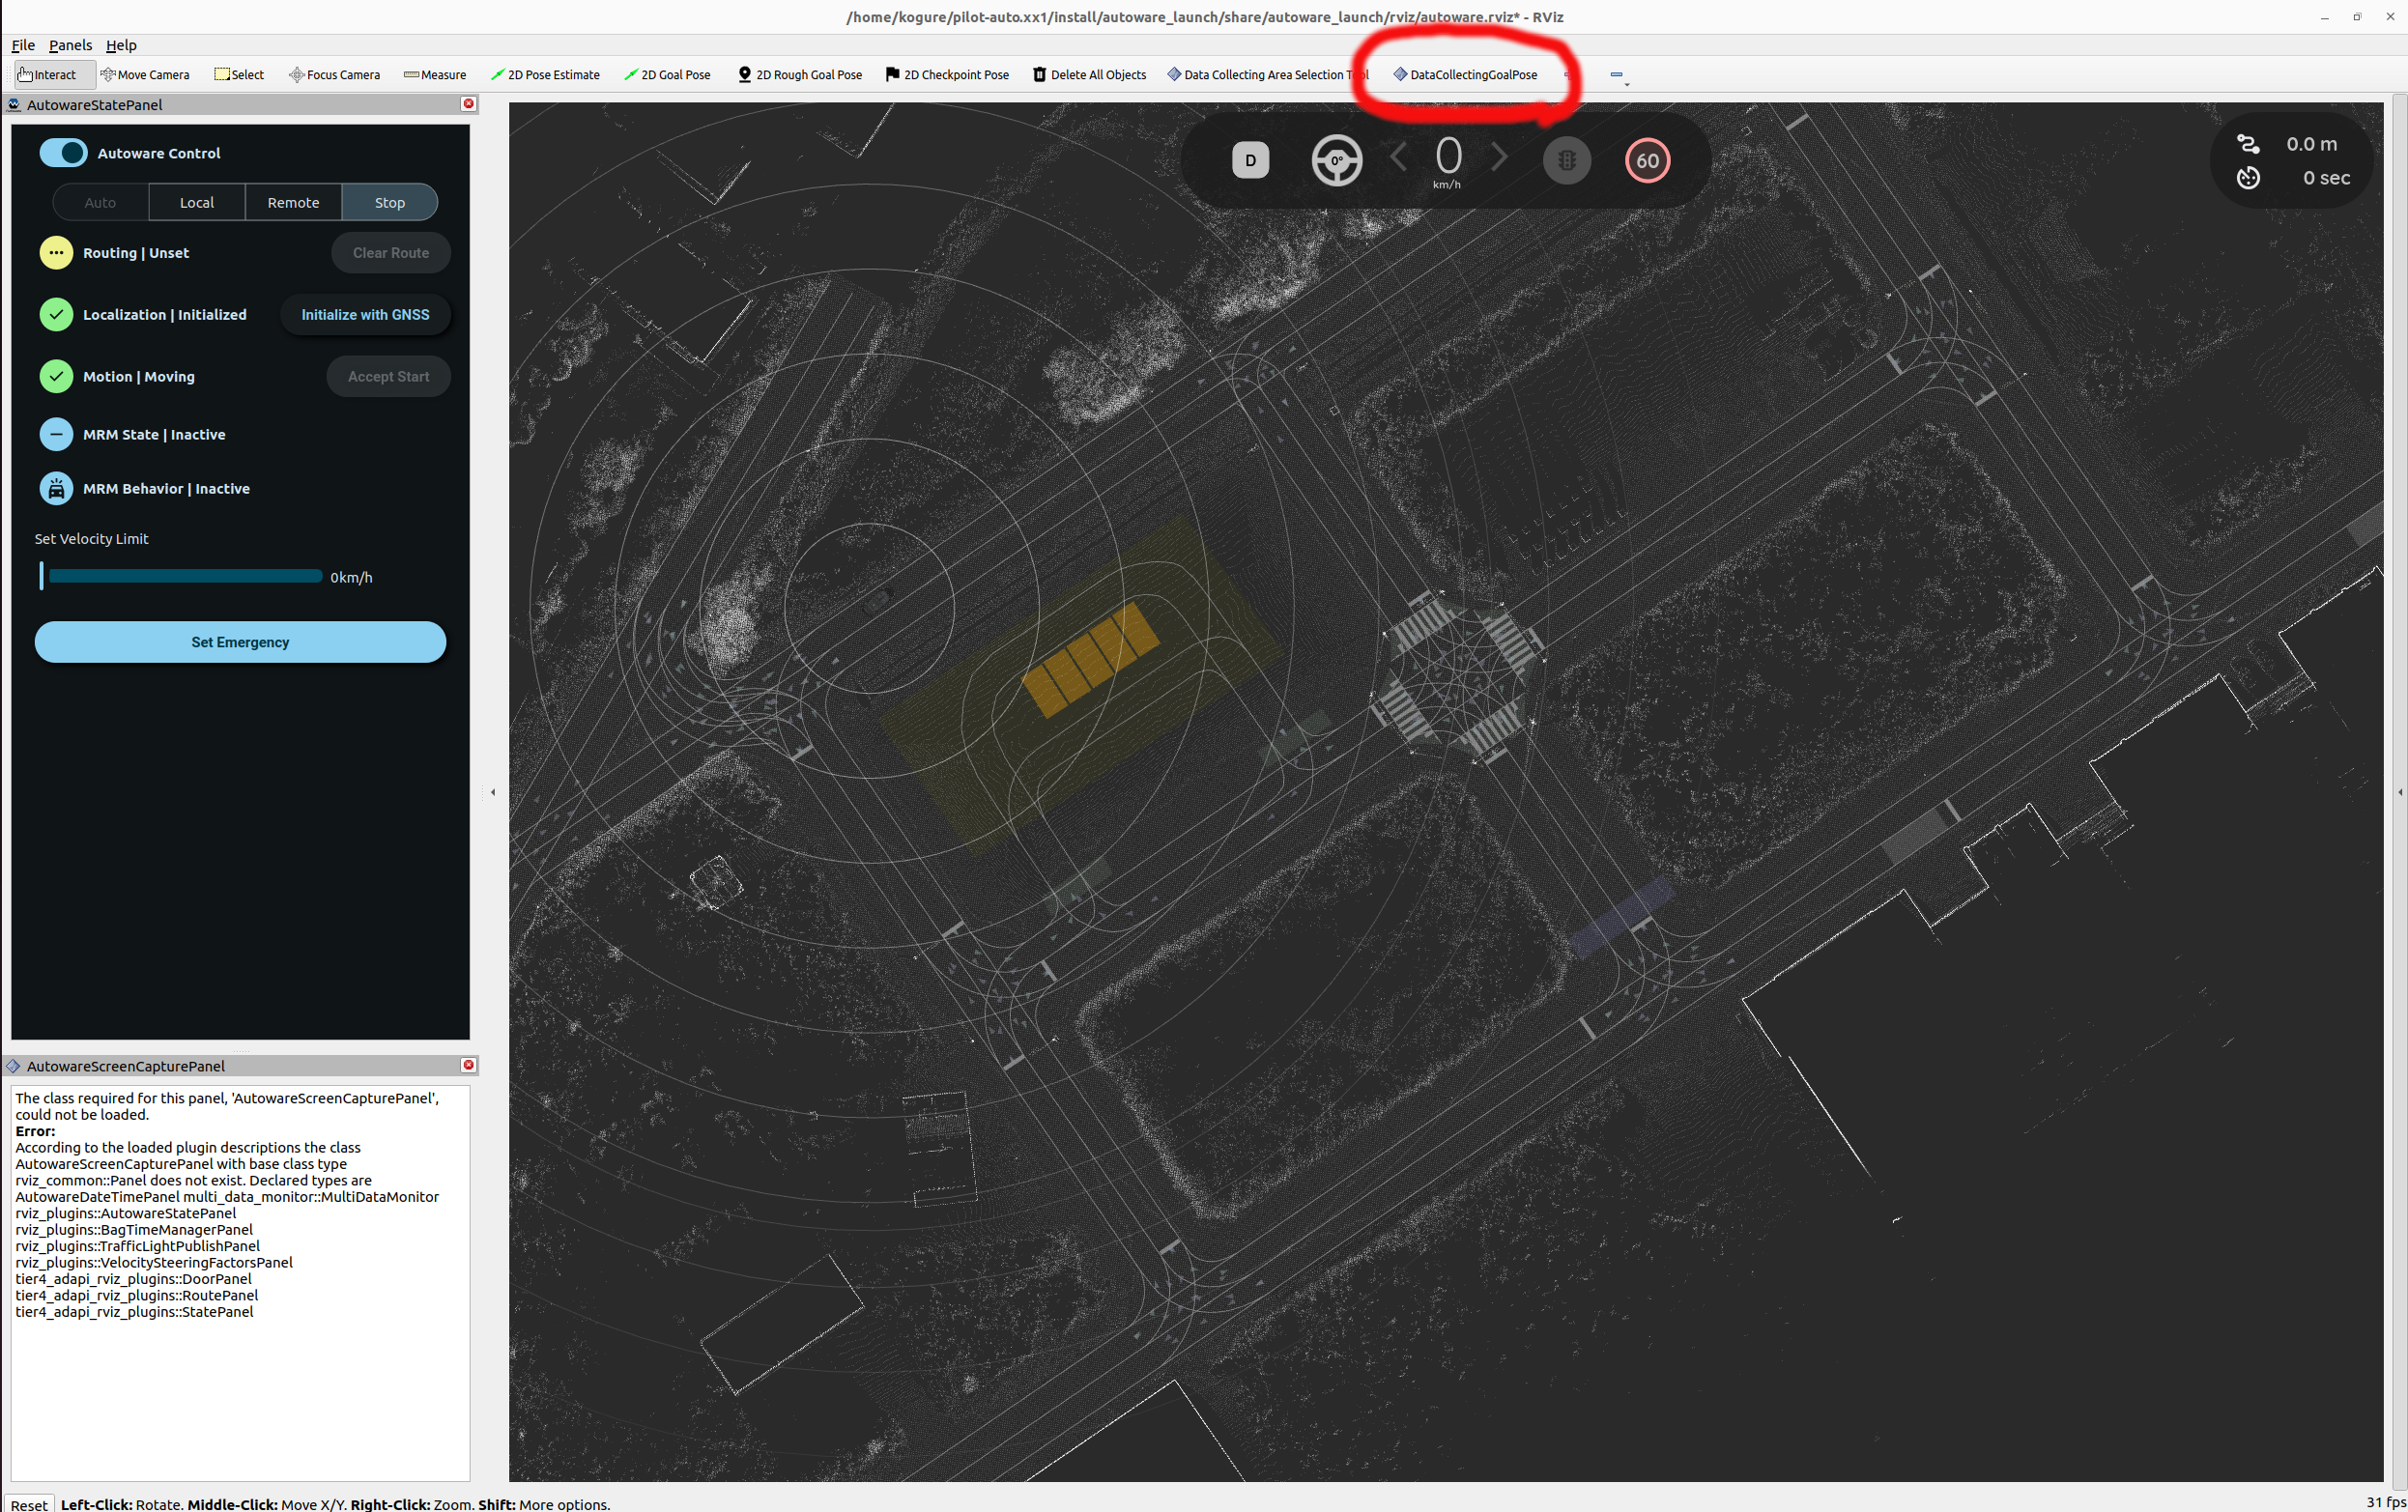 /home/kogure/pilot-auto.xx1/install/autoware_launch/share/autoware_launch/rviz/autoware.rviz* - RViz
File Panels Help
Interact Move Camera Select Focus Camera Measure 2D Pose Estimate 2D Goal Pose 2D Rough Goal Pose 2D Checkpoint Pose Delete All Objects Data Collecting Area Selection DataCollectingGoalPose
AutowareStatePanel
Autoware Control
Auto Local Remote Stop
Routing | Unset Clear Route
Localization | Initialized Initialize with GNSS
Motion | Moving Accept Start
MRM State | Inactive
MRM Behavior | Inactive
Set Velocity Limit
0km/h
Set Emergency
D 0° 0 km/h 60
0.0 m
0 sec
AutowareScreenCapturePanel
The class required for this panel, 'AutowareScreenCapturePanel',
could not be loaded.
Error:
According to the loaded plugin descriptions the class
AutowareScreenCapturePanel with base class type
rviz_common::Panel does not exist. Declared types are
AutowareDateTimePanel multi_data_monitor::MultiDataMonitor
rviz_plugins::AutowareStatePanel
rviz_plugins::BagTimeManagerPanel
rviz_plugins::TrafficLightPublishPanel
rviz_plugins::VelocitySteeringFactorsPanel
tier4_adapi_rviz_plugins::DoorPanel
tier4_adapi_rviz_plugins::RoutePanel
tier4_adapi_rviz_plugins::StatePanel
Reset Left-Click: Rotate. Middle-Click: Move X/Y. Right-Click: Zoom. Shift: More options.
31 fps